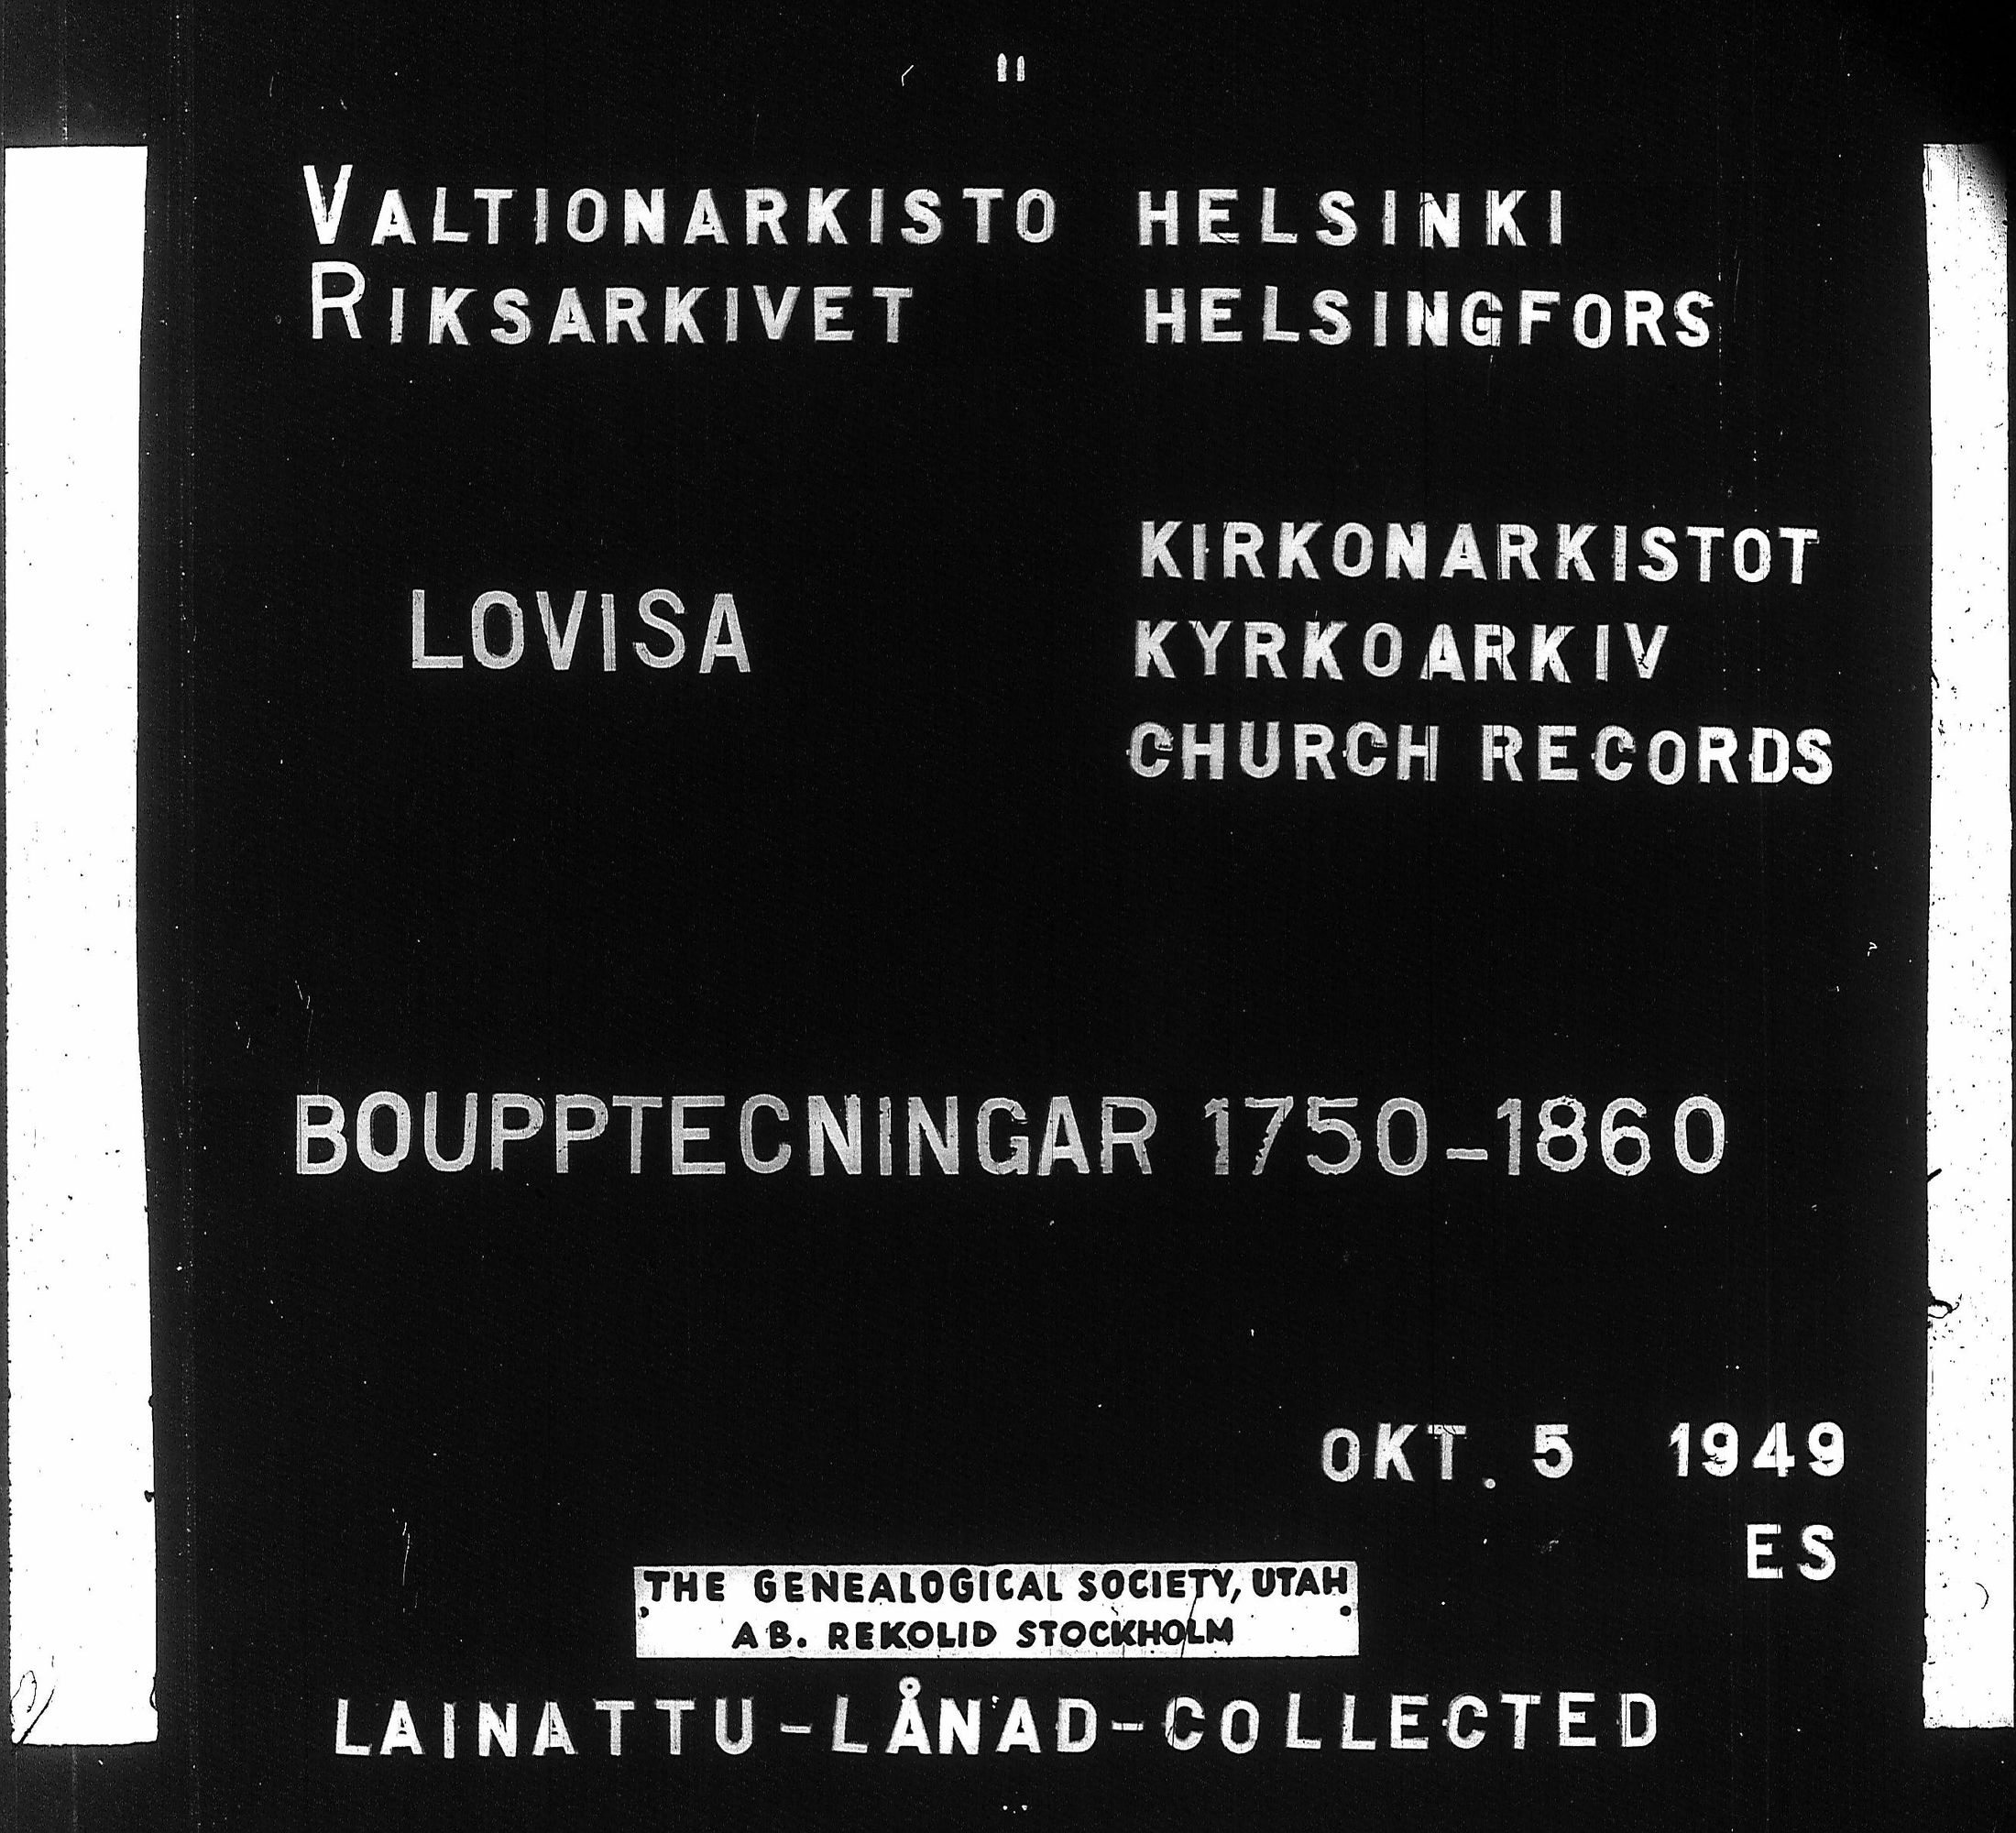 VALTIONARKISTO HELSINKI
RIKSARKIVET HELSINGFORS
LOVISA
KIRKONARKISTOT
KYRKOARKIV
CHURCH RECORDS
BOUPPTECNINGAR 1750-1860
OKT. 5 1949
ES
THE GENEALOGICAL SOCIETY, UTAH
AB. REKOLID STOCKHOLM
LAINATTU-LÅNAD-COLLECTED